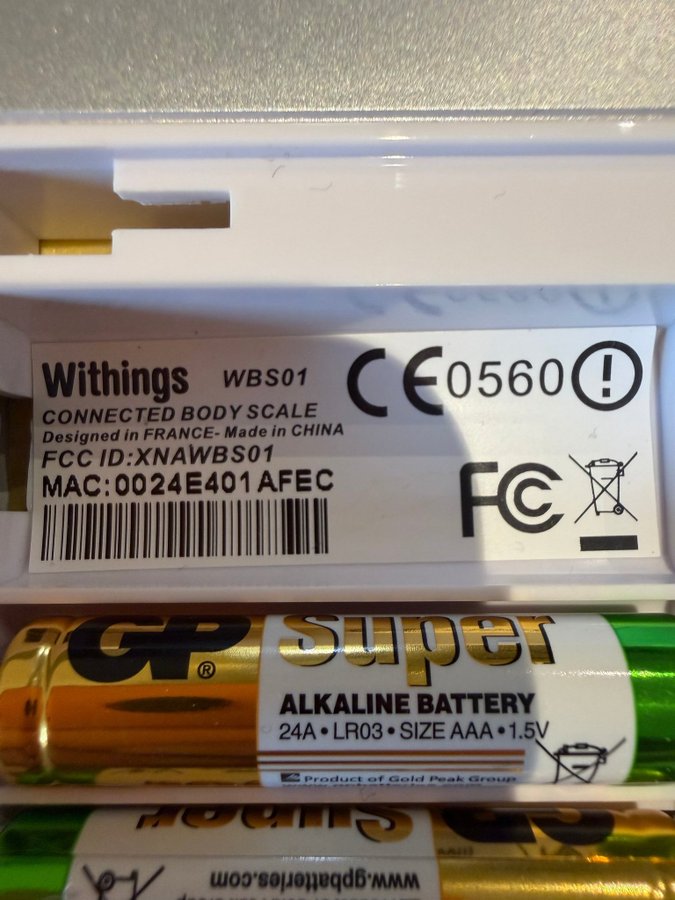 Withings WBS01
CE0560
CONNECTED BODY SCALE
Designed in FRANCE- Made in CHINA
FCC ID:XNAWBS01
MAC:0024E401AFEC
FC
GP® Super
ALKALINE BATTERY
24A • LR03 • SIZE AAA • 1.5V
Product of Gold Peak Group
GP Super
www.gpbatteries.com